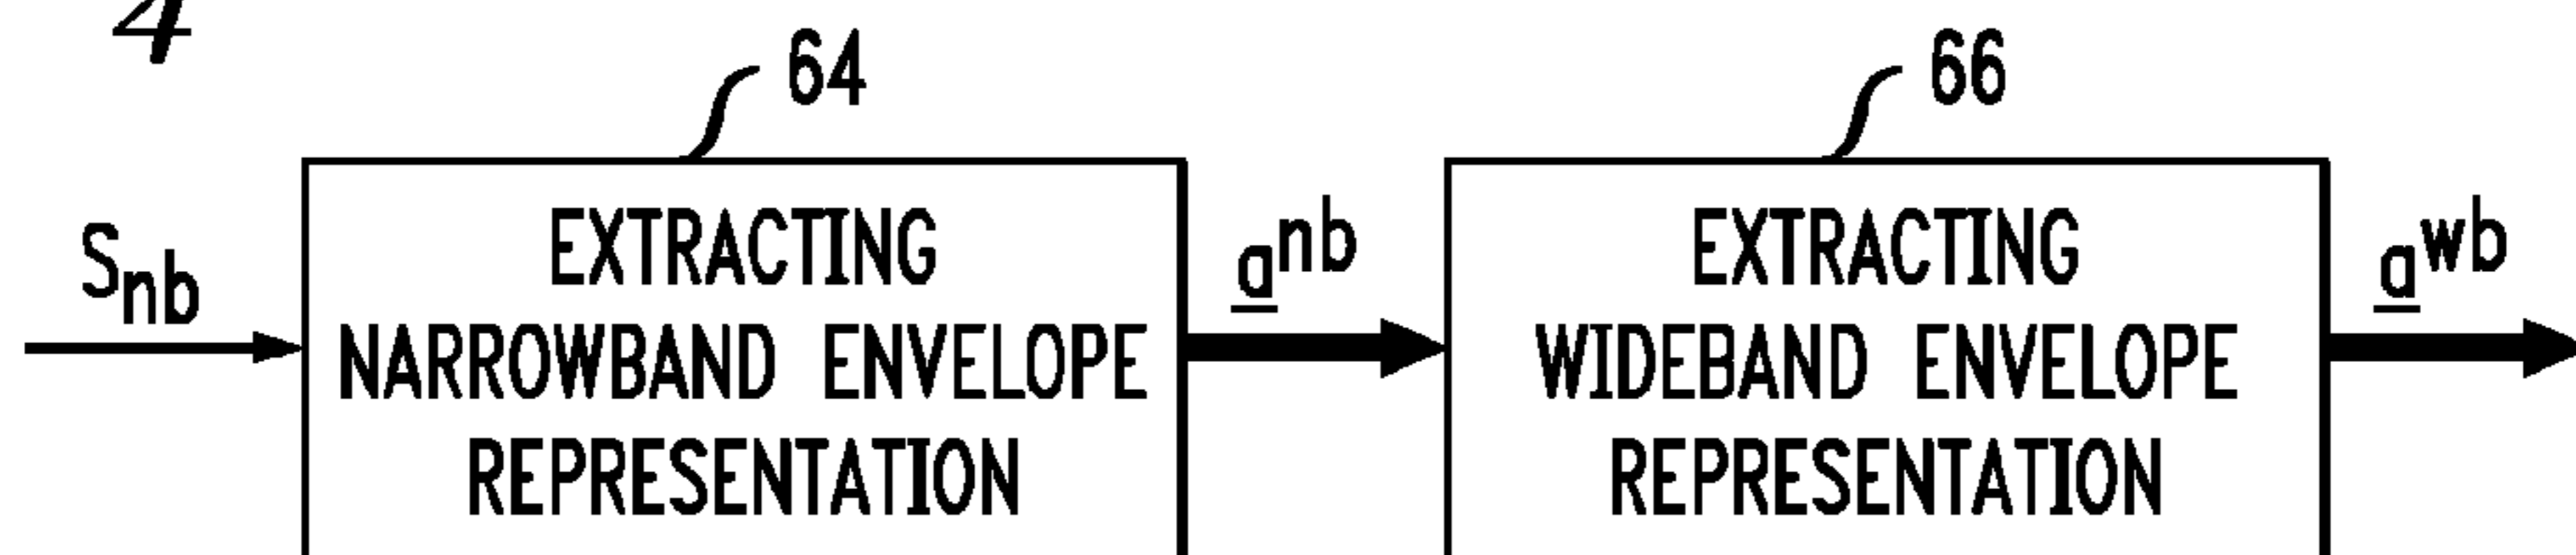 4
64
66
S_nb
EXTRACTING
NARROWBAND ENVELOPE
REPRESENTATION
a^nb
EXTRACTING
WIDEBAND ENVELOPE
REPRESENTATION
a^wb